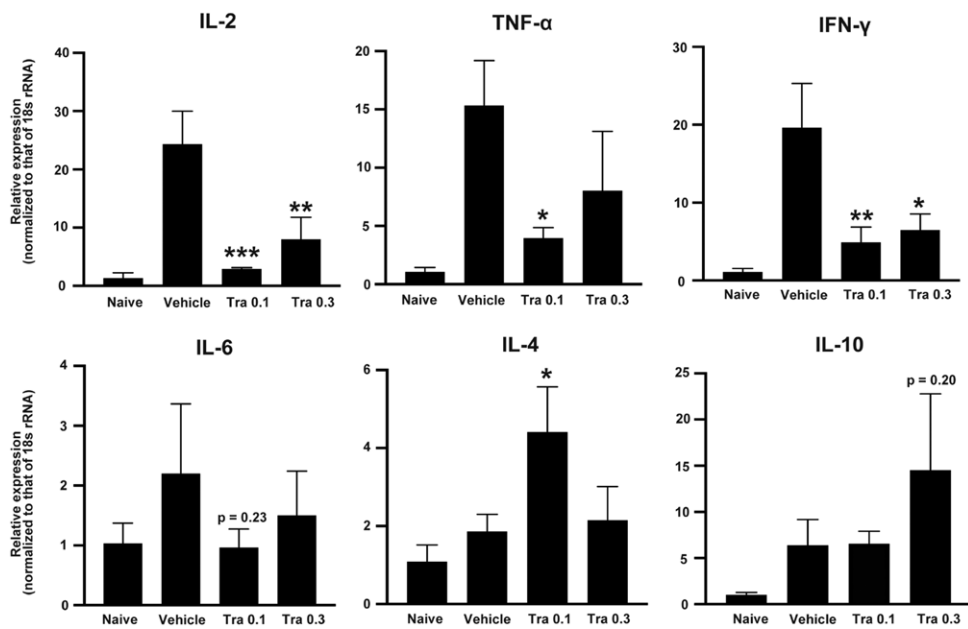 IL-2
Relative expression
(normalized to that of 18s rRNA)
40
30
20
10
0
***
**
Naive Vehicle Tra 0.1 Tra 0.3
TNF-α
20
15
10
5
0
*
Naive Vehicle Tra 0.1 Tra 0.3
IFN-γ
30
20
10
0
**
*
Naive Vehicle Tra 0.1 Tra 0.3
IL-6
Relative expression
(normalized to that of 18s rRNA)
4
3
2
1
0
p = 0.23
Naive Vehicle Tra 0.1 Tra 0.3
IL-4
6
4
2
0
*
Naive Vehicle Tra 0.1 Tra 0.3
IL-10
25
20
15
10
5
0
p = 0.20
Naive Vehicle Tra 0.1 Tra 0.3